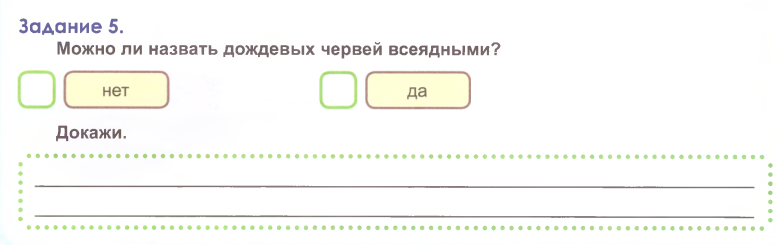 Задание 5.
Можно ли назвать дождевых червей всеядными?
нет да
Докажи.